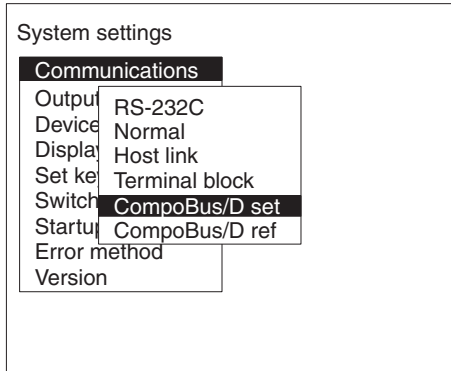 System settings
Communications
Output
Device
Display
Set key
Switch
Startup
Error method
Version
RS-232C
Normal
Host link
Terminal block
CompoBus/D set
CompoBus/D ref